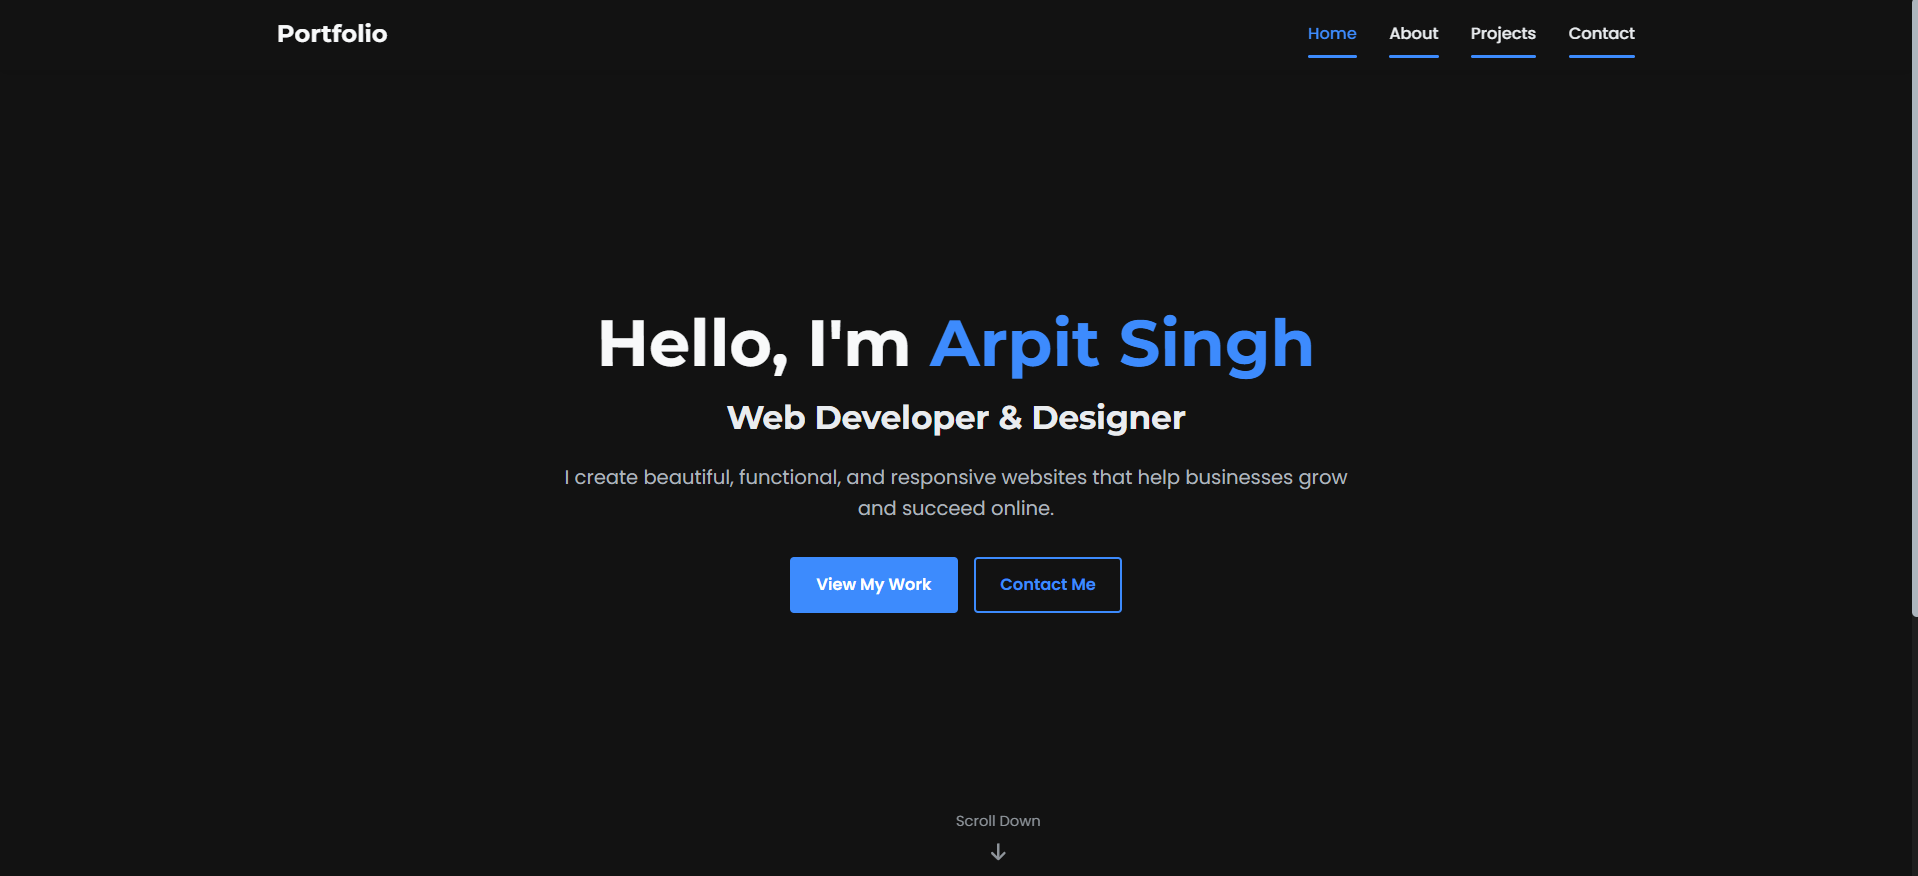 Portfolio
Home About Projects Contact
Hello, I'm Arpit Singh
Web Developer & Designer
I create beautiful, functional, and responsive websites that help businesses grow
and succeed online.
View My Work Contact Me
Scroll Down